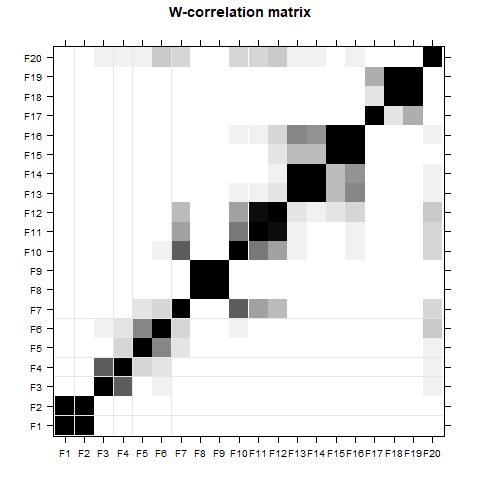 W-correlation matrix
F20
F19
F18
F17
F16
F15
F14
F13
F12
F11
F10
F9
F8
F7
F6
F5
F4
F3
F2
F1
F1 F2 F3 F4 F5 F6 F7 F8 F9 F10 F11 F12 F13 F14 F15 F16 F17 F18 F19 F20